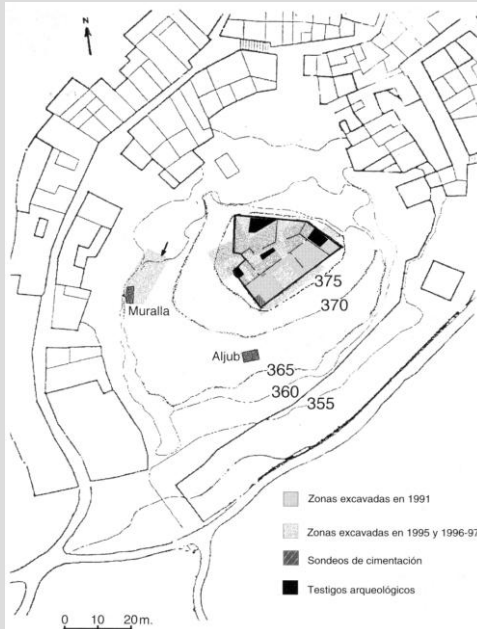 N
375
370
Muralla
Aljub
365
360
355
Zonas excavadas en 1991
Zonas excavadas en 1995 y 1996-97
Sondeos de cimentación
Testigos arqueológicos
0 10 20 m.